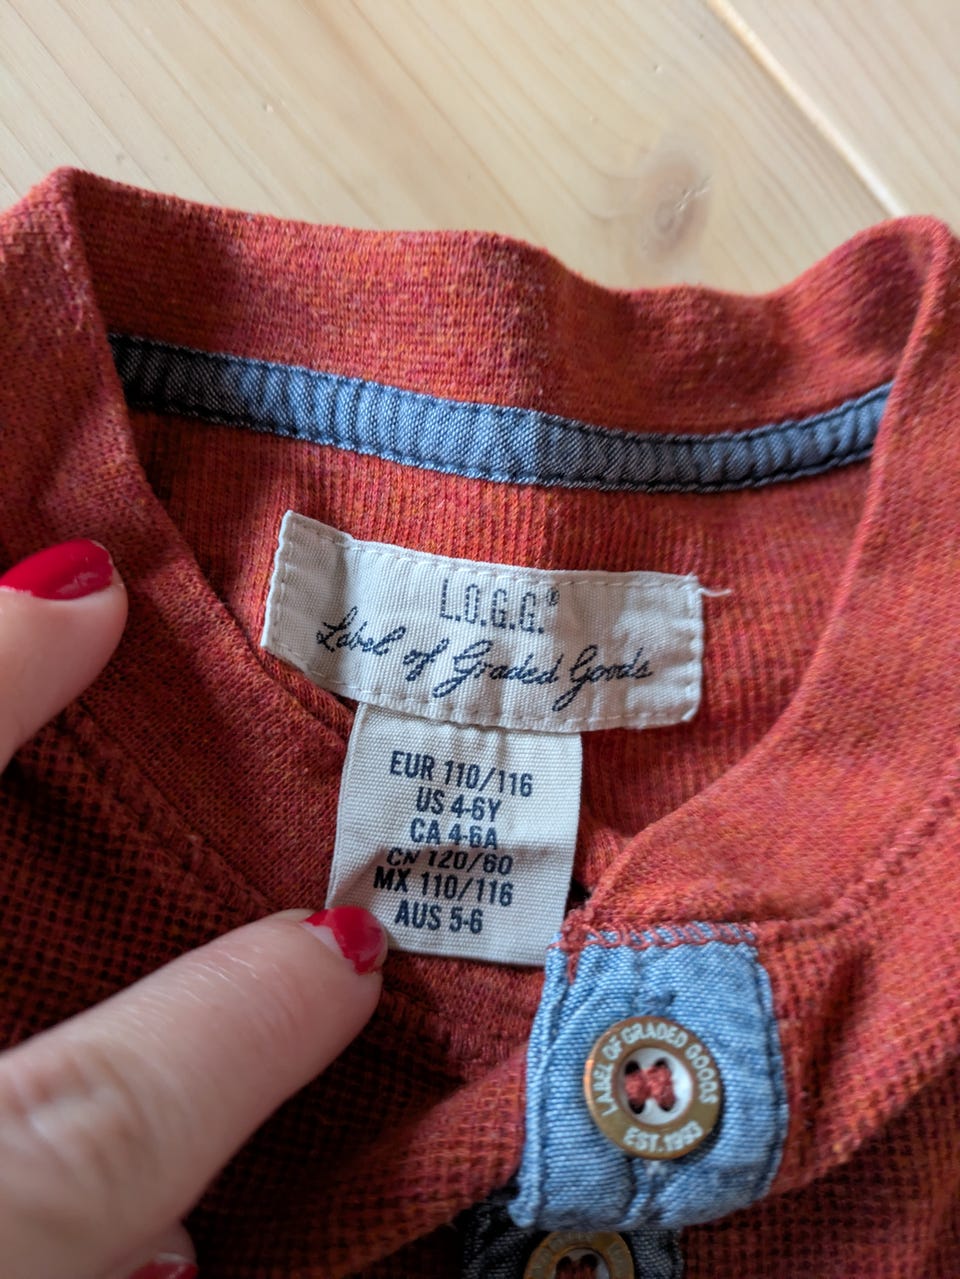 L.O.G.G.®
Label of Graded Goods
EUR 110/116
US 4-6Y
CA 4-6A
CN 120/60
MX 110/116
AUS 5-6
LABEL OF GRADED GOODS
EST.1993